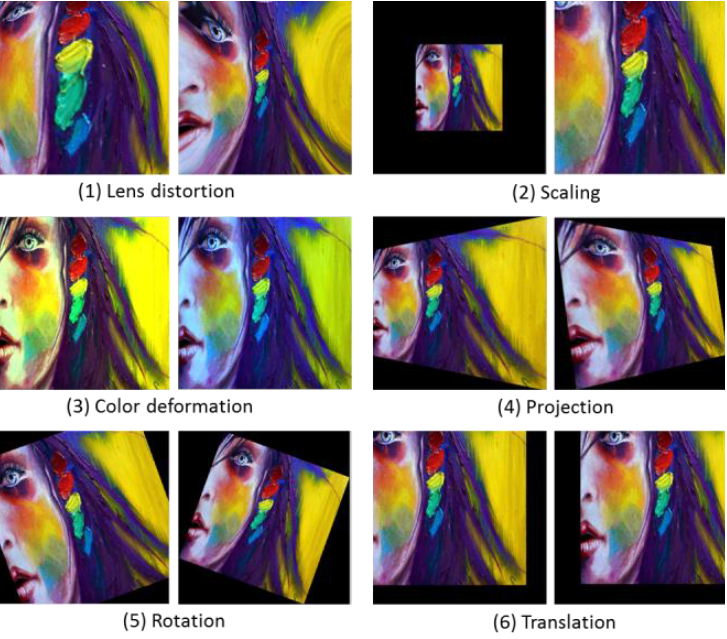 (1) Lens distortion
(2) Scaling
(3) Color deformation
(4) Projection
(5) Rotation
(6) Translation